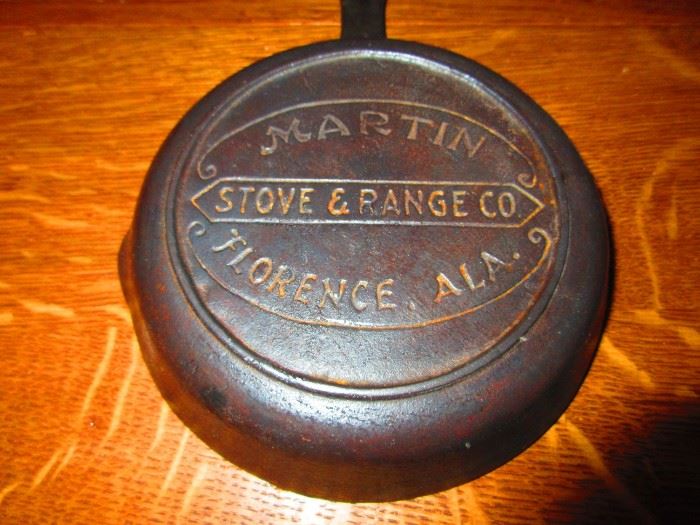 MARTIN
STOVE & RANGE CO.
FLORENCE, ALA.